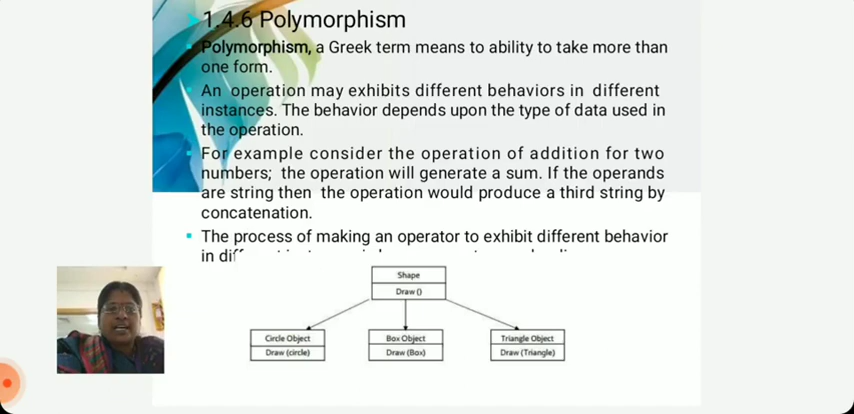 1.4.6 Polymorphism
Polymorphism, a Greek term means to ability to take more than
one form.
An operation may exhibits different behaviors in different
instances. The behavior depends upon the type of data used in
the operation.
For example consider the operation of addition for two
numbers; the operation will generate a sum. If the operands
are string then the operation would produce a third string by
concatenation.
The process of making an operator to exhibit different behavior
in
Shape
Draw ()
Circle Object
Draw (circle)
Box Object
Draw (Box)
Triangle Object
Draw (Triangle)